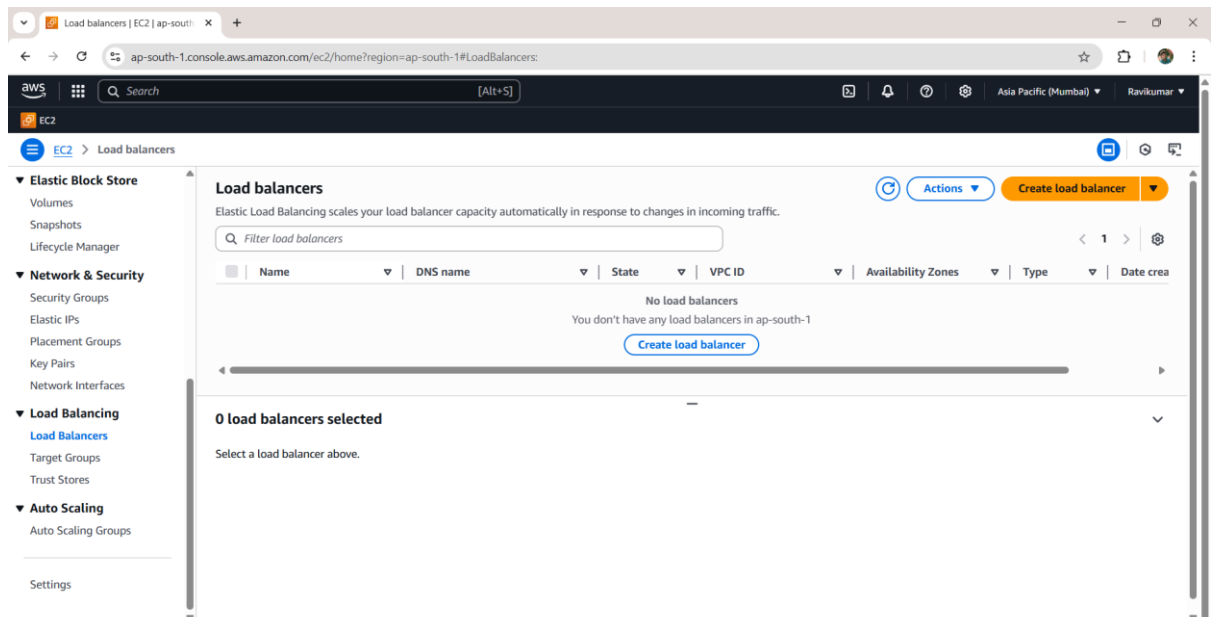 Load balancers | EC2 | ap-south
ap-south-1.console.aws.amazon.com/ec2/home?region=ap-south-1#LoadBalancers:
aws Search [Alt+S] Asia Pacific (Mumbai) Ravikumar
EC2
EC2 > Load balancers
Elastic Block Store
Volumes
Snapshots
Lifecycle Manager
Network & Security
Security Groups
Elastic IPs
Placement Groups
Key Pairs
Network Interfaces
Load Balancing
Load Balancers
Target Groups
Trust Stores
Auto Scaling
Auto Scaling Groups
Settings
Load balancers
Actions Create load balancer
Elastic Load Balancing scales your load balancer capacity automatically in response to changes in incoming traffic.
Filter load balancers
1
Name DNS name State VPC ID Availability Zones Type Date crea
No load balancers
You don't have any load balancers in ap-south-1
Create load balancer
0 load balancers selected
Select a load balancer above.